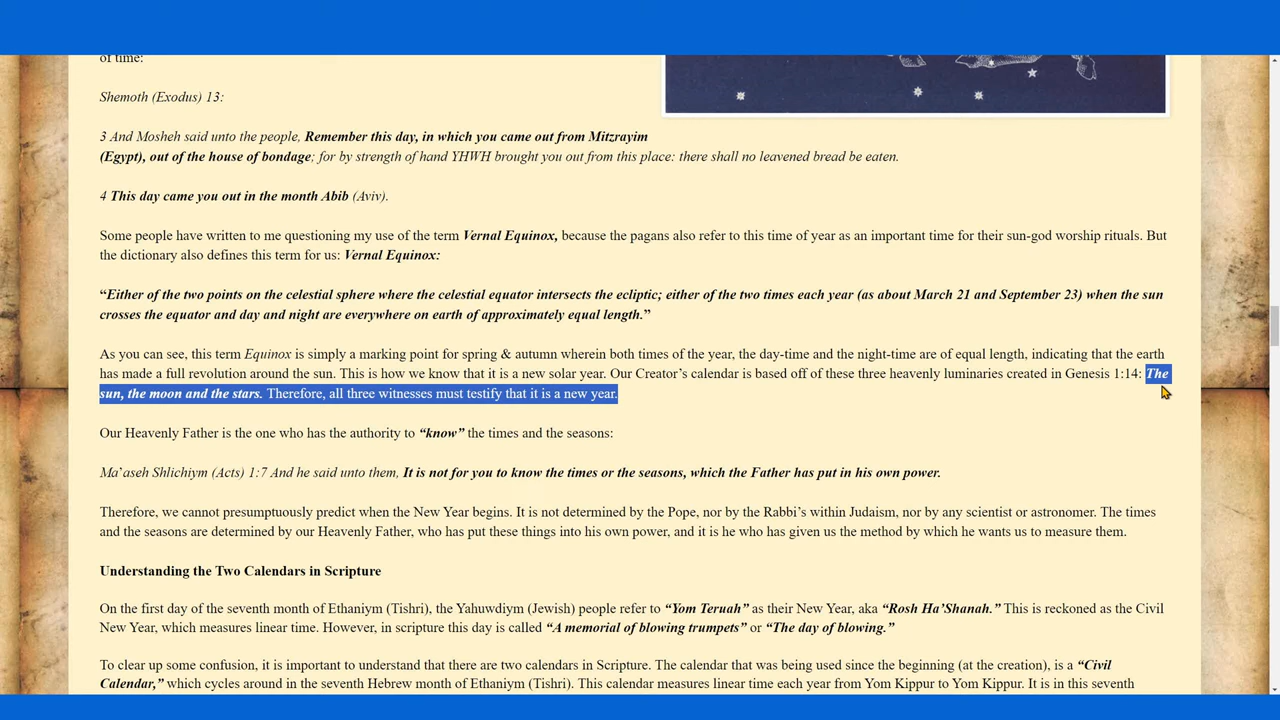 of time:
Shemoth (Exodus) 13:
3 And Mosheh said unto the people, Remember this day, in which you came out from Mitzrayim
(Egypt), out of the house of bondage; for by strength of hand YHWH brought you out from this place: there shall no leavened bread be eaten.
4 This day came you out in the month Abib (Aviv).
Some people have written to me questioning my use of the term Vernal Equinox, because the pagans also refer to this time of year as an important time for their sun-god worship rituals. But
the dictionary also defines this term for us: Vernal Equinox:
“Either of the two points on the celestial sphere where the celestial equator intersects the ecliptic; either of the two times each year (as about March 21 and September 23) when the sun
crosses the equator and day and night are everywhere on earth of approximately equal length.”
As you can see, this term Equinox is simply a marking point for spring & autumn wherein both times of the year, the day-time and the night-time are of equal length, indicating that the earth
has made a full revolution around the sun. This is how we know that it is a new solar year. Our Creator’s calendar is based off of these three heavenly luminaries created in Genesis 1:14: The
sun, the moon and the stars. Therefore, all three witnesses must testify that it is a new year.
Our Heavenly Father is the one who has the authority to “know” the times and the seasons:
Ma’aseh Shlichiym (Acts) 1:7 And he said unto them, It is not for you to know the times or the seasons, which the Father has put in his own power.
Therefore, we cannot presumptuously predict when the New Year begins. It is not determined by the Pope, nor by the Rabbi’s within Judaism, nor by any scientist or astronomer. The times
and the seasons are determined by our Heavenly Father, who has put these things into his own power, and it is he who has given us the method by which he wants us to measure them.
Understanding the Two Calendars in Scripture
On the first day of the seventh month of Ethaniym (Tishri), the Yahuwdiym (Jewish) people refer to “Yom Teruah” as their New Year, aka “Rosh Ha’Shanah.” This is reckoned as the Civil
New Year, which measures linear time. However, in scripture this day is called “A memorial of blowing trumpets” or “The day of blowing.”
To clear up some confusion, it is important to understand that there are two calendars in Scripture. The calendar that was being used since the beginning (at the creation), is a “Civil
Calendar,” which cycles around in the seventh Hebrew month of Ethaniym (Tishri). This calendar measures linear time each year from Yom Kippur to Yom Kippur. It is in this seventh